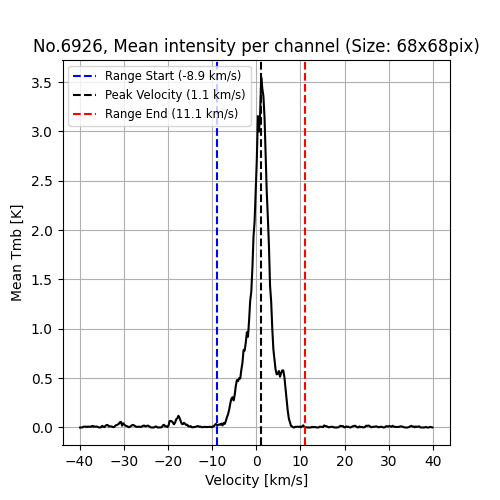 No.6926, Mean intensity per channel (Size: 68x68pix)
Range Start (-8.9 km/s)
Peak Velocity (1.1 km/s)
Range End (11.1 km/s)
Mean Tmb [K]
3.5
3.0
2.5
2.0
1.5
1.0
0.5
0.0
−40 −30 −20 −10 0 10 20 30 40
Velocity [km/s]